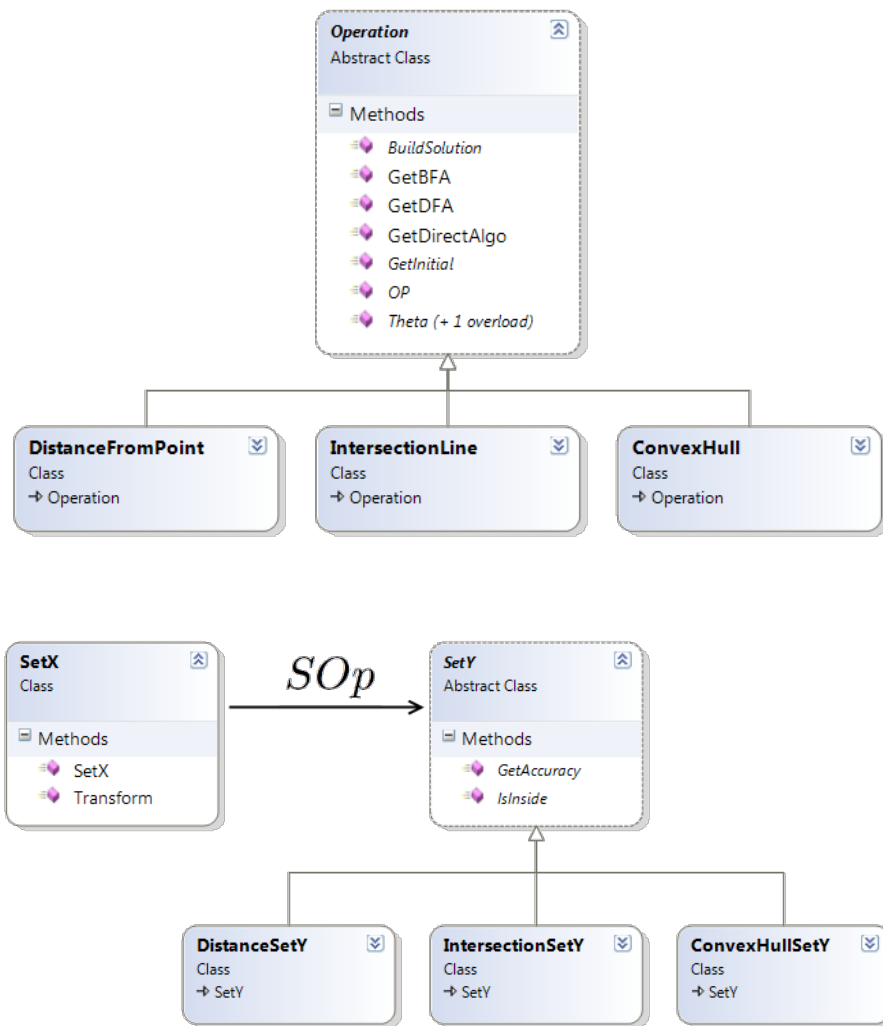 Operation
Abstract Class
Methods
BuildSolution
GetBFA
GetDFA
GetDirectAlgo
GetInitial
OP
Theta (+ 1 overload)
DistanceFromPoint
Class
Operation
IntersectionLine
Class
Operation
ConvexHull
Class
Operation
SetX
Class
Methods
SetX
Transform
SOp
SetY
Abstract Class
Methods
GetAccuracy
IsInside
DistanceSetY
Class
SetY
IntersectionSetY
Class
SetY
ConvexHullSetY
Class
SetY